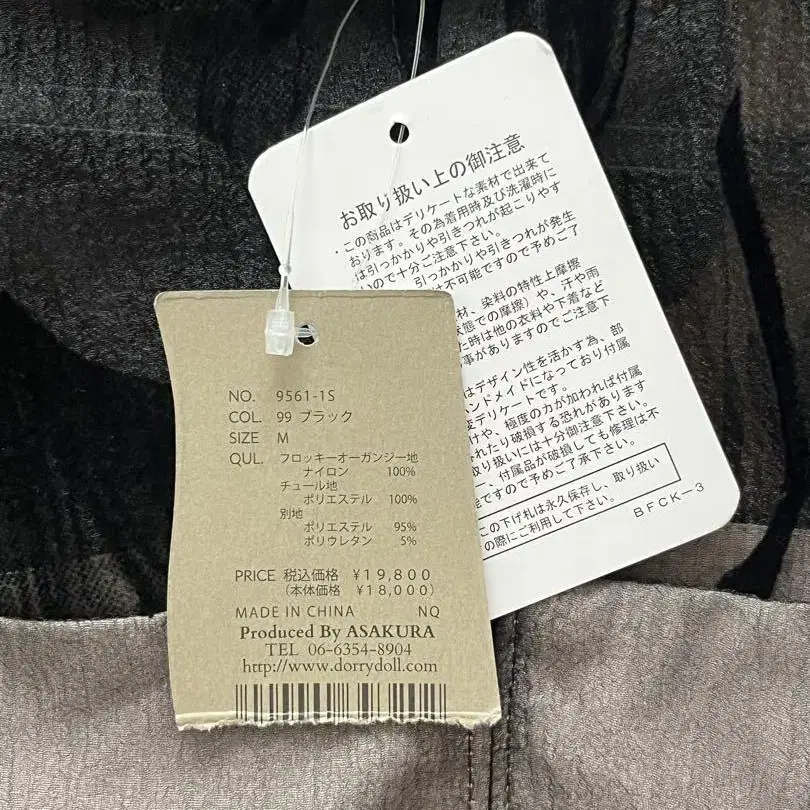 お取り扱い上の御注意
・この商品はデリケートな素材で出来て
おります。その為着用時及び洗濯時に
は引っかかりや引きつれが起こりやす
いので十分ご注意下さい。
引っかかりや引きつれが発生
は不可能ですので予めご了
材、染料の特性上摩擦
状態での摩擦)や、汗や雨
た時は他の衣料や下着など
事がありますのでご注意下
はデザイン性を活かす為、部
ンドメイドになっており付属
変デリケートです。
けや、極度の力が加われば付属
れたり破損する恐れがあります
取り扱いには十分御注意下さい。
一、付属品が破損しても修理は不
能ですので予めご了承下さい。
この下げ札は永久保存し、取り扱い
の際にご利用して下さい。
BFCK-3
NO. 9561-1S
COL. 99 ブラック
SIZE M
QUL. フロッキーオーガンジー地
ナイロン 100%
チュール地
ポリエステル 100%
別地
ポリエステル 95%
ポリウレタン 5%
PRICE 税込価格 ¥19,800
(本体価格 ¥18,000)
MADE IN CHINA NQ
Produced By ASAKURA
TEL 06-6354-8904
http://www.dorrydoll.com